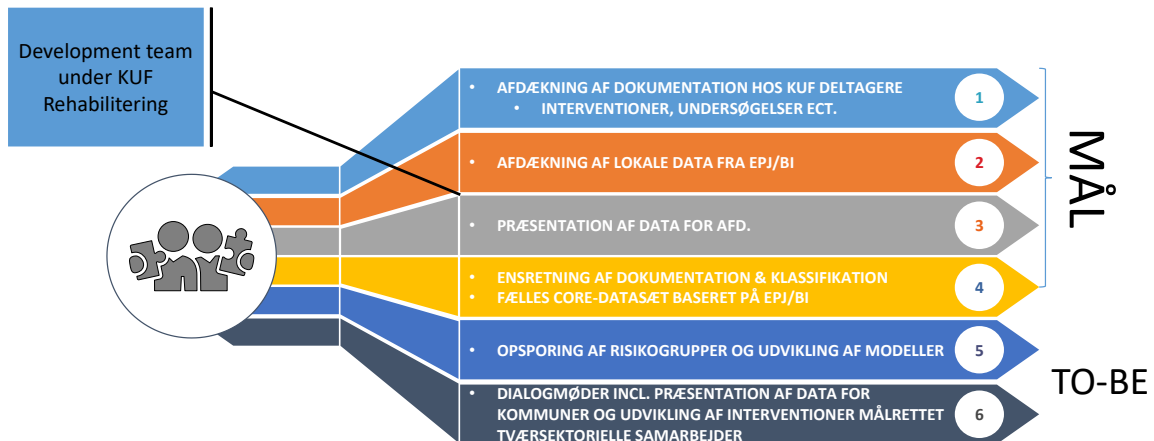 Development team
under KUF
Rehabilitering
• AFDÆKNING AF DOKUMENTATION HOS KUF DELTAGERE
• INTERVENTIONER, UNDERSØGELSER ECT.
1
• AFDÆKNING AF LOKALE DATA FRA EPJ/BI
2
• PRÆSENTATION AF DATA FOR AFD.
3
• ENSRETNING AF DOKUMENTATION & KLASSIFIKATION
• FÆLLES CORE-DATASÆT BASERET PÅ EPJ/BI
4
MÅL
• OPSPORING AF RISIKOGRUPPER OG UDVIKLING AF MODELLER
5
• DIALOGMØDER INCL. PRÆSENTATION AF DATA FOR
KOMMUNER OG UDVIKLING AF INTERVENTIONER MÅLRETTET
TVÆRSEKTORIELLE SAMARBEJDER
6
TO-BE